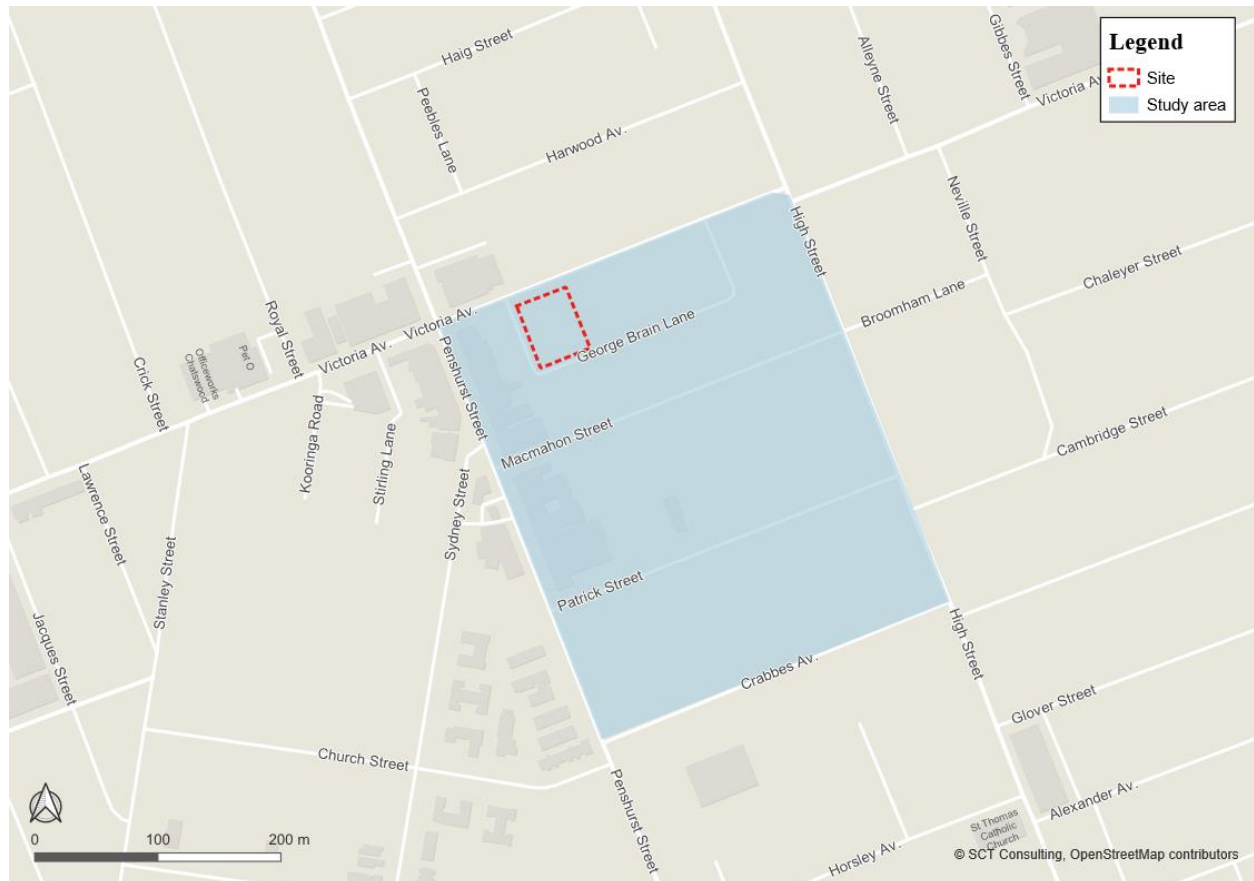 Haig Street
Peebles Lane
Harwood Av.
Alleyne Street
Gibbes Street
Victoria Av.
Legend
Site
Study area
High Street
Neville Street
Broomham Lane
Chaleyer Street
Cambridge Street
George Brain Lane
Macmahon Street
Patrick Street
Penshurst Street
Victoria Av.
Victoria Av.
Royal Street
Crick Street
Officeworks
Chatswood
Pet O
Kooringa Road
Stirling Lane
Sydney Street
Lawrence Street
Stanley Street
Jacques Street
Church Street
Crabbes Av.
High Street
Glover Street
Alexander Av.
St Thomas
Catholic
Church
Horsley Av.
Penshurst Street
0 100 200 m
© SCT Consulting, OpenStreetMap contributors